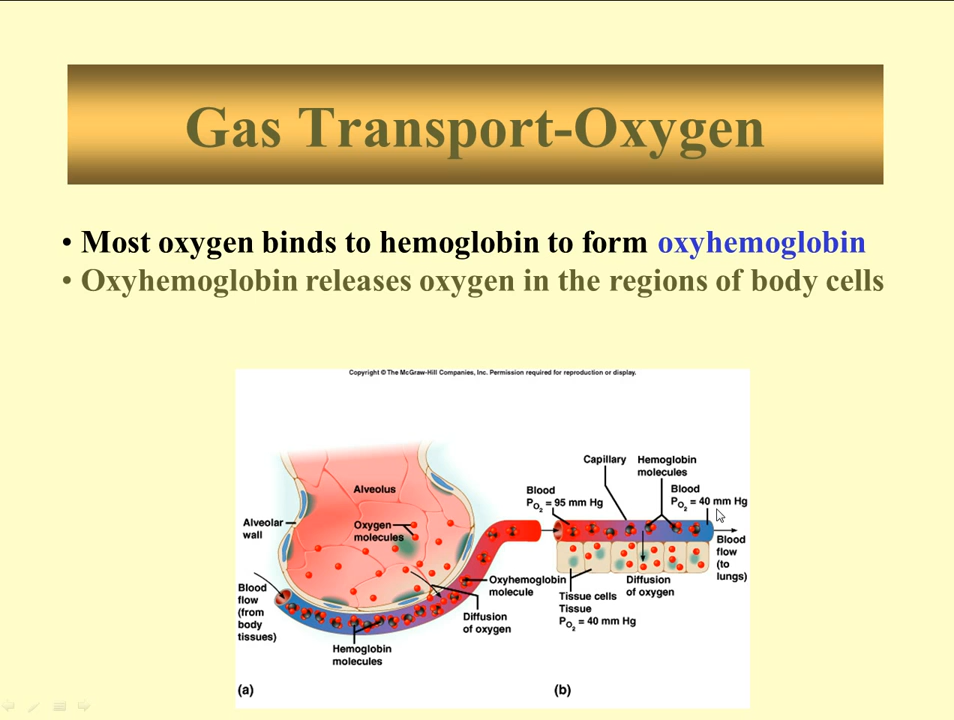 Gas Transport-Oxygen
• Most oxygen binds to hemoglobin to form oxyhemoglobin
• Oxyhemoglobin releases oxygen in the regions of body cells
Copyright © The McGraw-Hill Companies, Inc. Permission required for reproduction or display.
Alveolus
Alveolar
wall
Oxygen
molecules
Blood
flow
(from
body
tissues)
Oxyhemoglobin
molecule
Diffusion
of oxygen
Hemoglobin
molecules
(a)
Capillary
Hemoglobin
molecules
Blood
PO2 = 95 mm Hg
Blood
PO2 = 40 mm Hg
Blood
flow
(to
lungs)
Diffusion
of oxygen
Tissue cells
Tissue
PO2 = 40 mm Hg
(b)